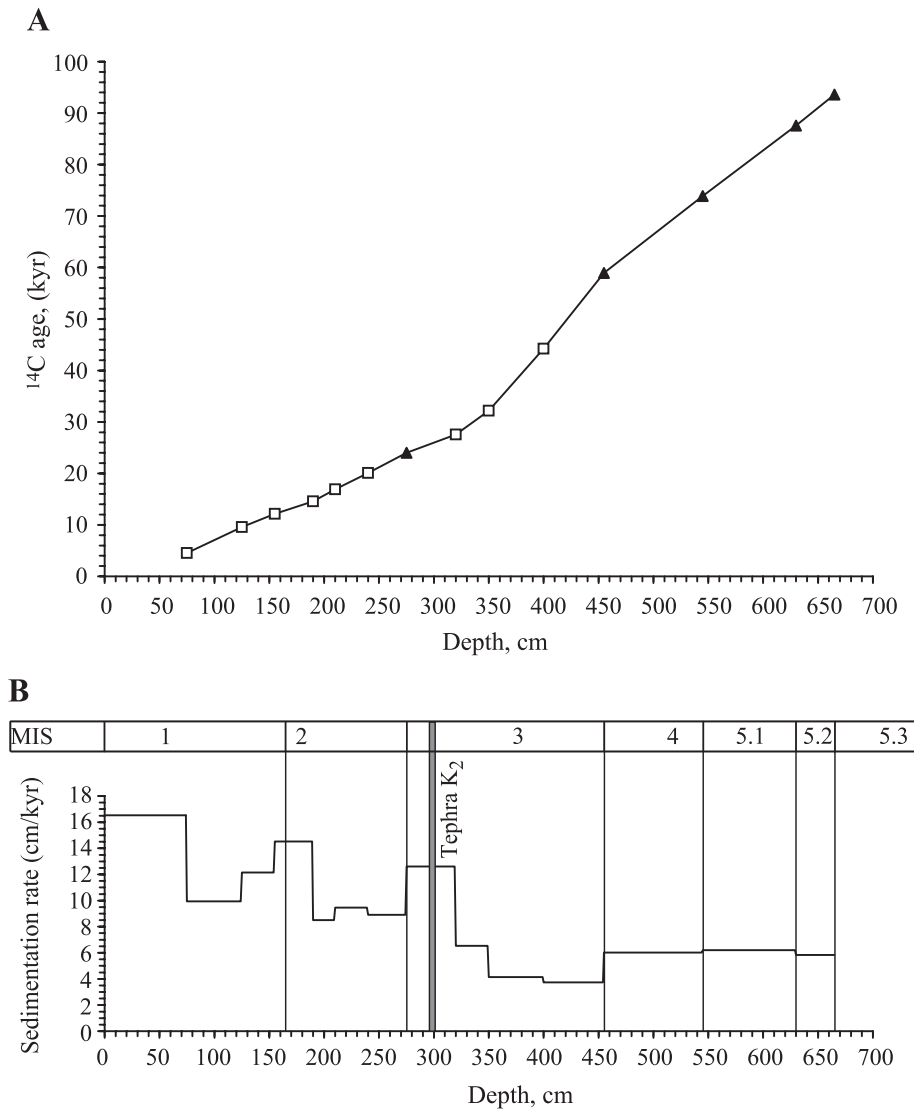 A
100
90
80
70
60
50
40
30
20
10
0
¹⁴C age, (kyr)
0 50 100 150 200 250 300 350 400 450 500 550 600 650 700
Depth, cm
B
MIS 1 2 3 4 5.1 5.2 5.3
Tephra K₂
18
16
14
12
10
8
6
4
2
0
Sedimentation rate (cm/kyr)
0 50 100 150 200 250 300 350 400 450 500 550 600 650 700
Depth, cm